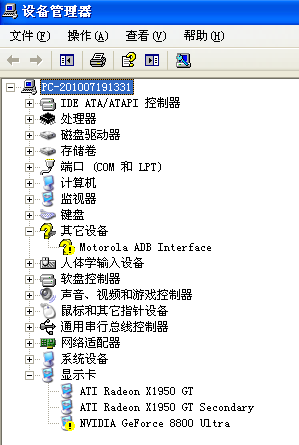 设备管理器
文件(F) 操作(A) 查看(V) 帮助(H)
PC-201007191331
IDE ATA/ATAPI 控制器
处理器
磁盘驱动器
存储卷
端口 (COM 和 LPT)
计算机
监视器
键盘
其它设备
Motorola ADB Interface
人体学输入设备
软盘控制器
声音、视频和游戏控制器
鼠标和其它指针设备
通用串行总线控制器
网络适配器
系统设备
显示卡
ATI Radeon X1950 GT
ATI Radeon X1950 GT Secondary
NVIDIA GeForce 8800 Ultra